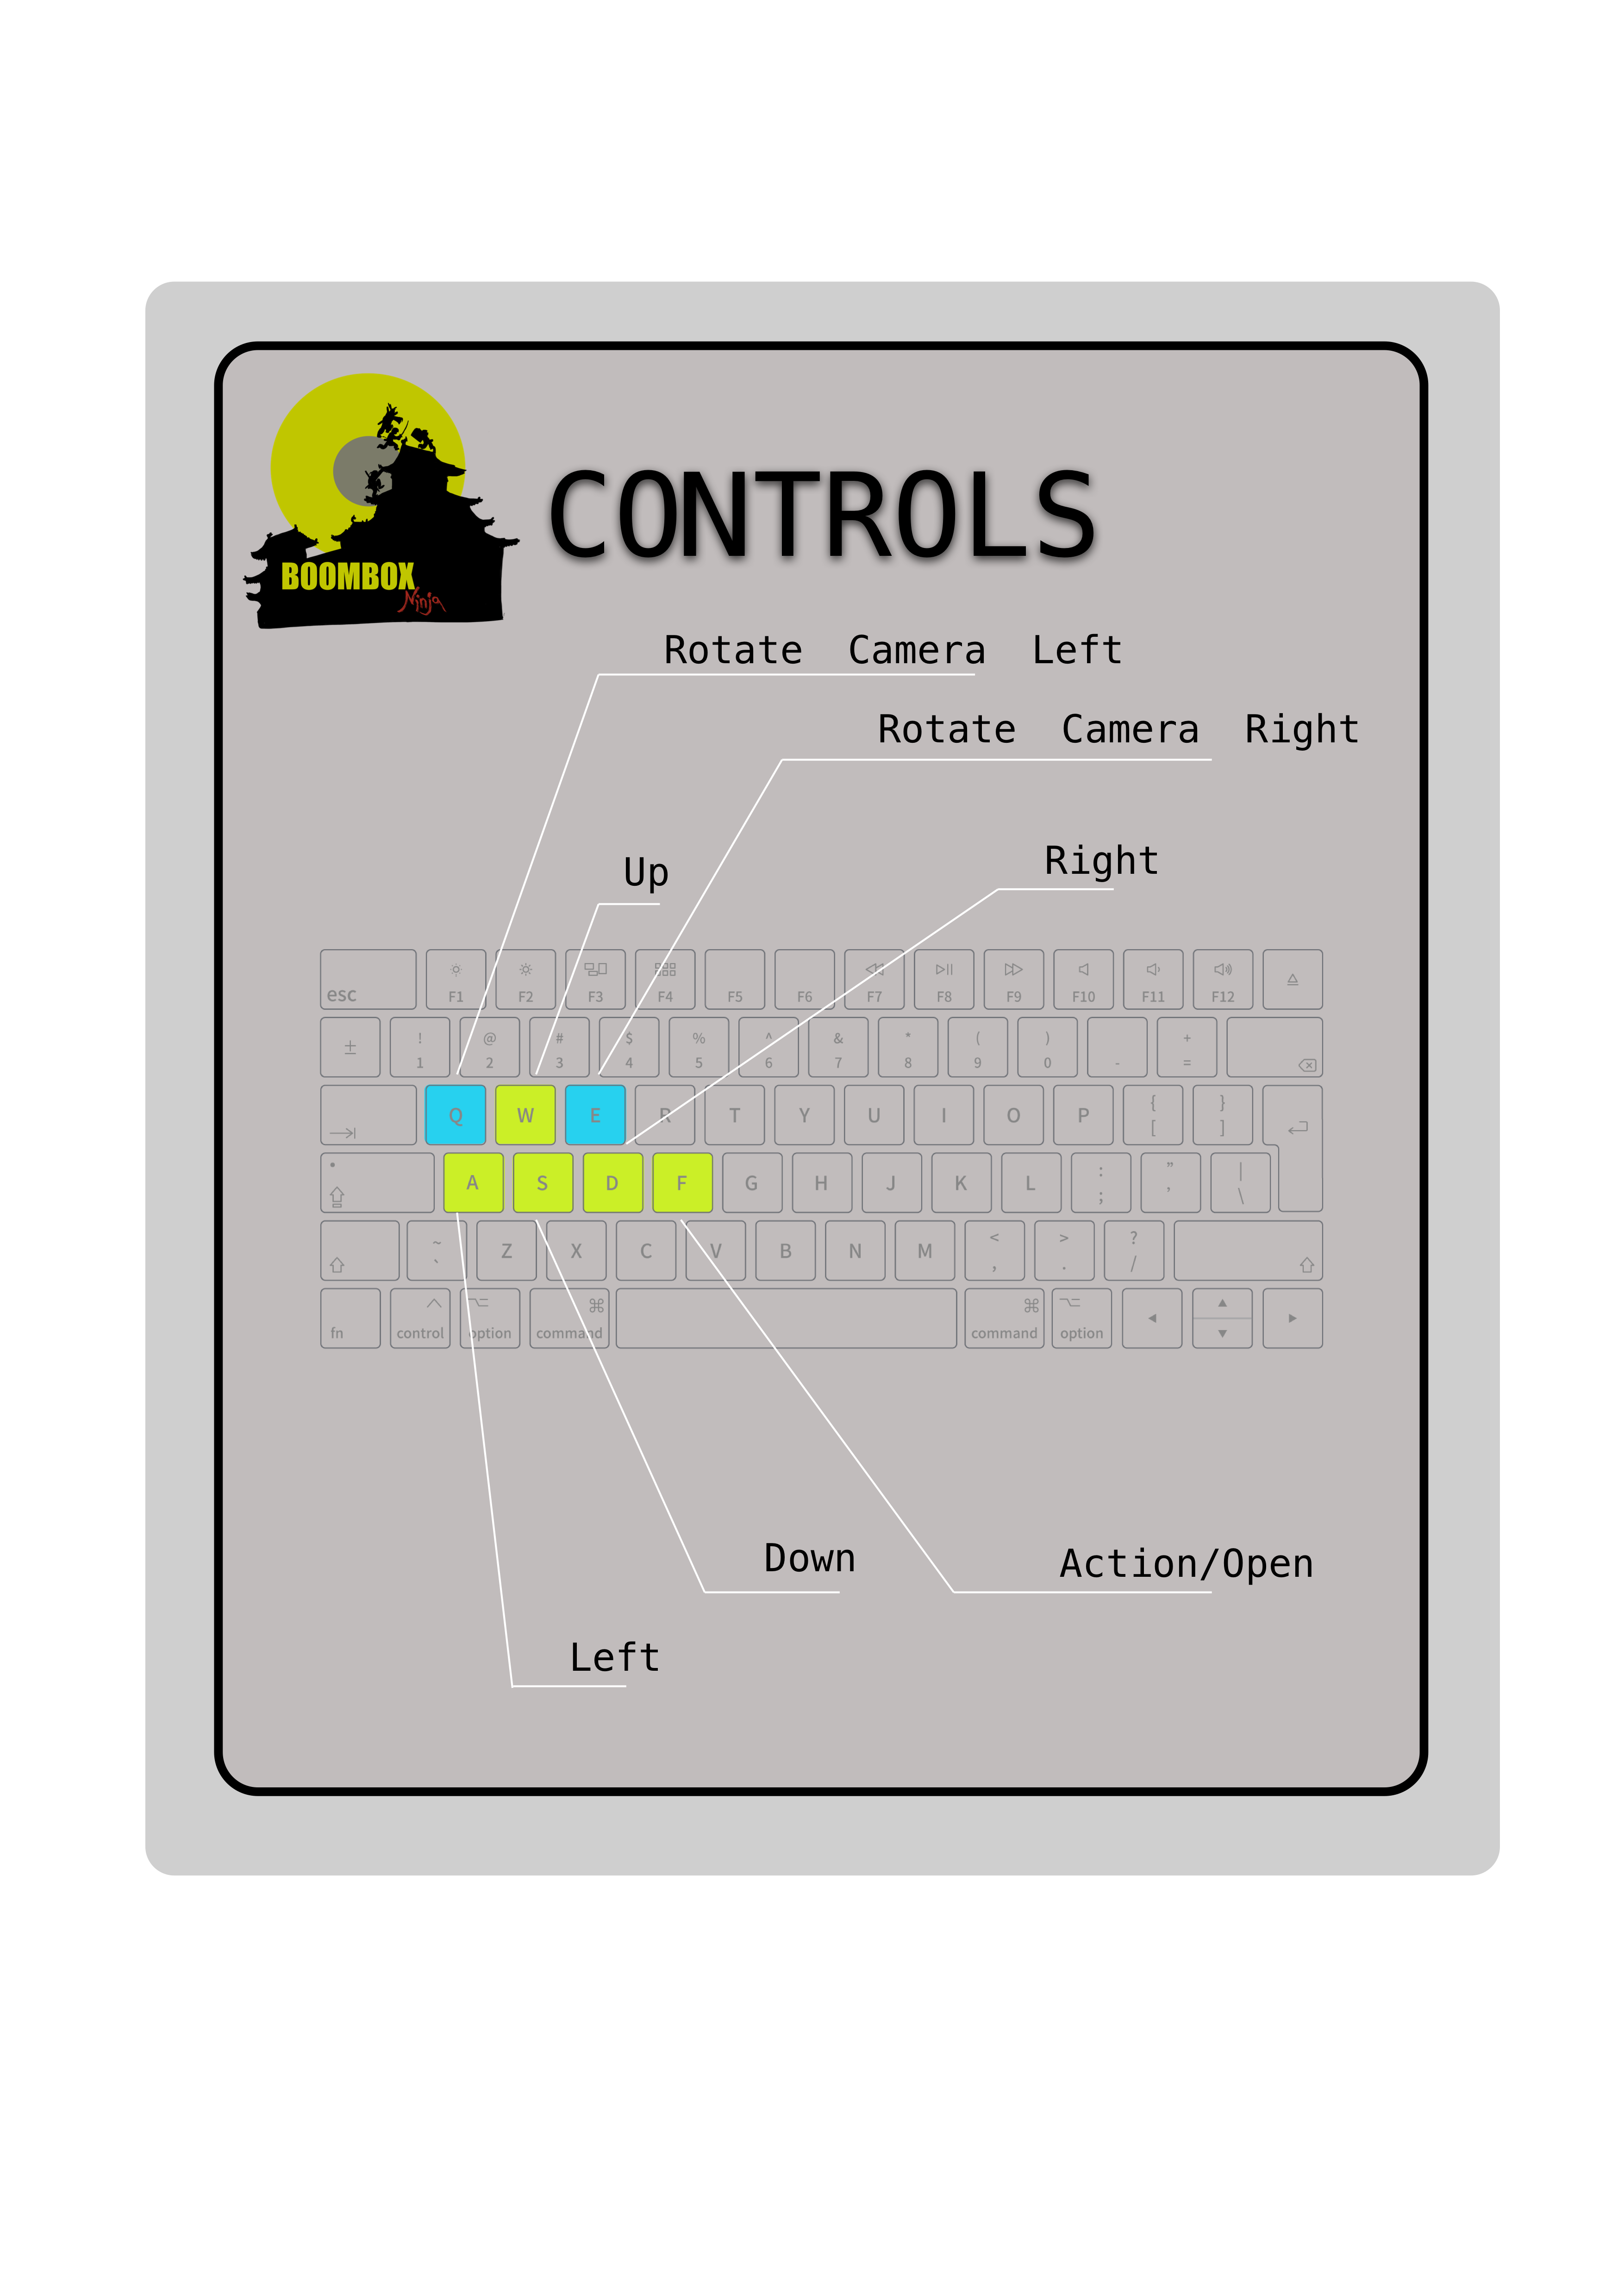 CONTROLS
BOOMBOX
Ninja
Rotate Camera Left
Rotate Camera Right
Right
Up
esc F1 F2 F3 F4 F5 F6 F7 F8 F9 F10 F11 F12
! @ # $ % ^ & * ( ) +
± 1 2 3 4 5 6 7 8 9 0 - =
{ }
Q W E R T Y U I O P [ ]
: " |
A S D F G H J K L ; ' \
~ < > ?
` Z X C V B N M , . /
fn control option command command option
Down
Action/Open
Left